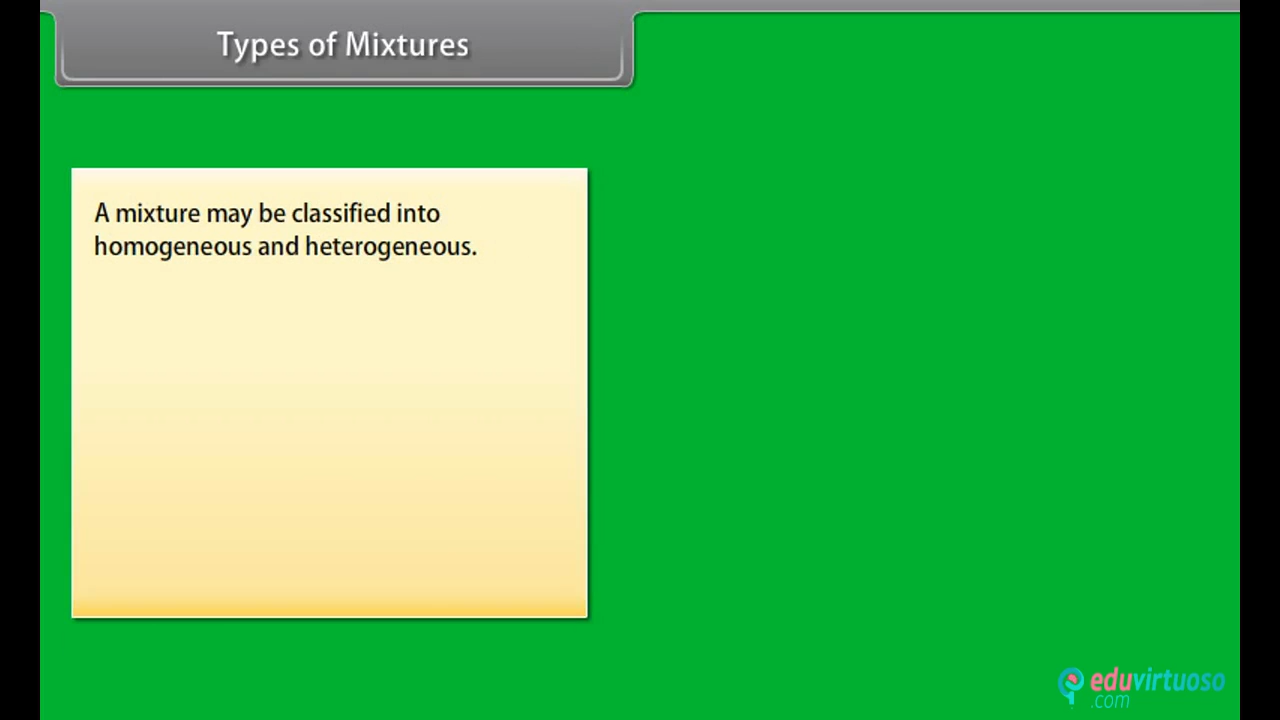 Types of Mixtures
A mixture may be classified into
homogeneous and heterogeneous.
eduvirtuoso
.com